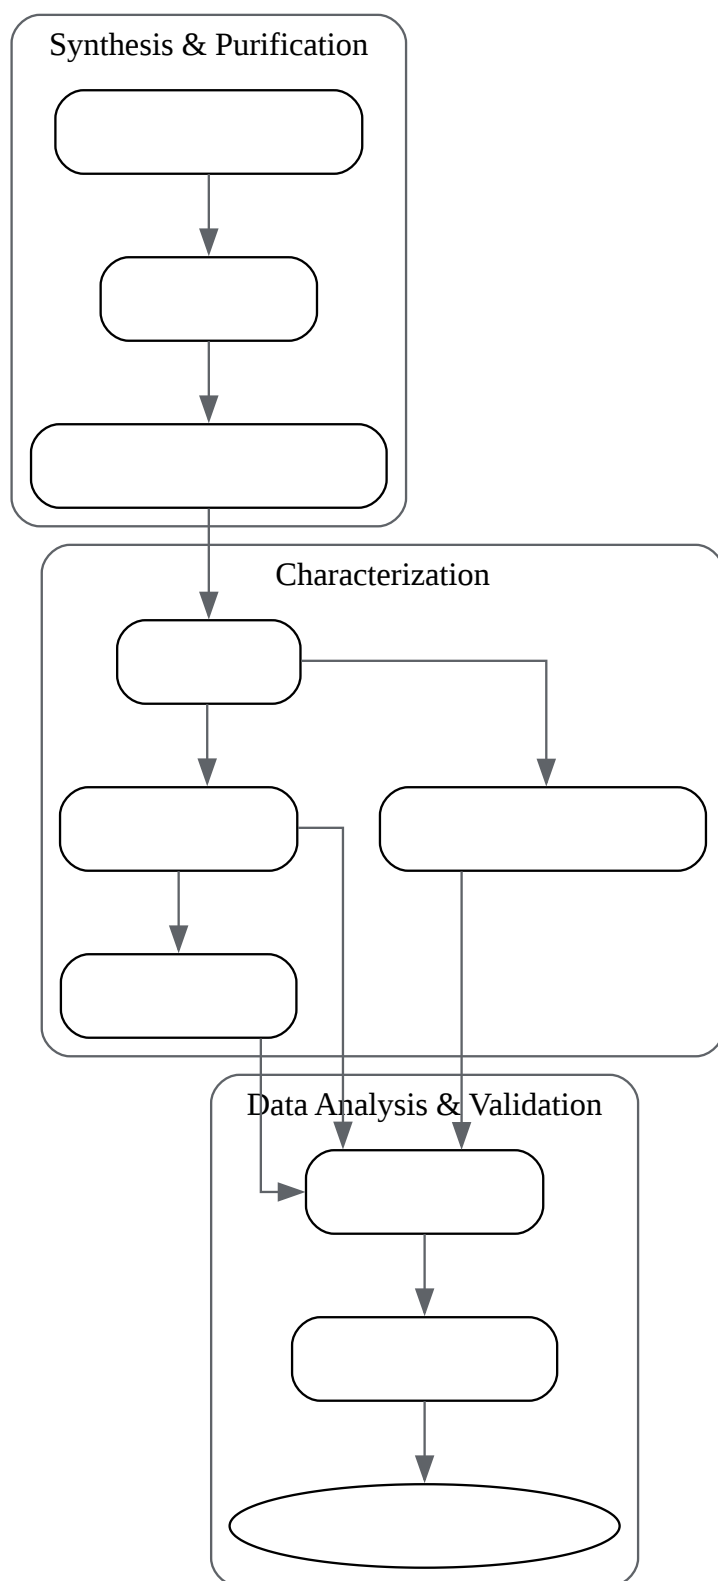 Synthesis & Purification
Characterization
Data Analysis & Validation